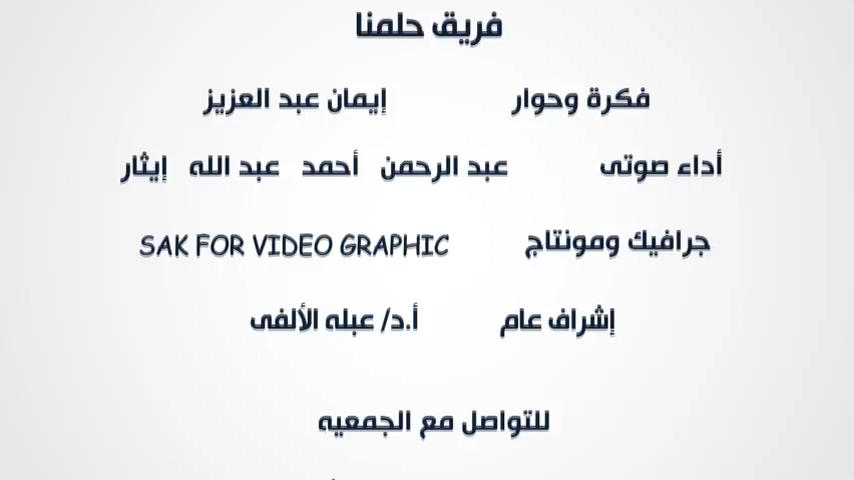 فريق حلمنا
فكرة وحوار إيمان عبد العزيز
أداء صوتى عبد الرحمن أحمد عبد الله إيثار
جرافيك ومونتاج SAK FOR VIDEO GRAPHIC
إشراف عام أ.د/ عبله الألفى
للتواصل مع الجمعيه